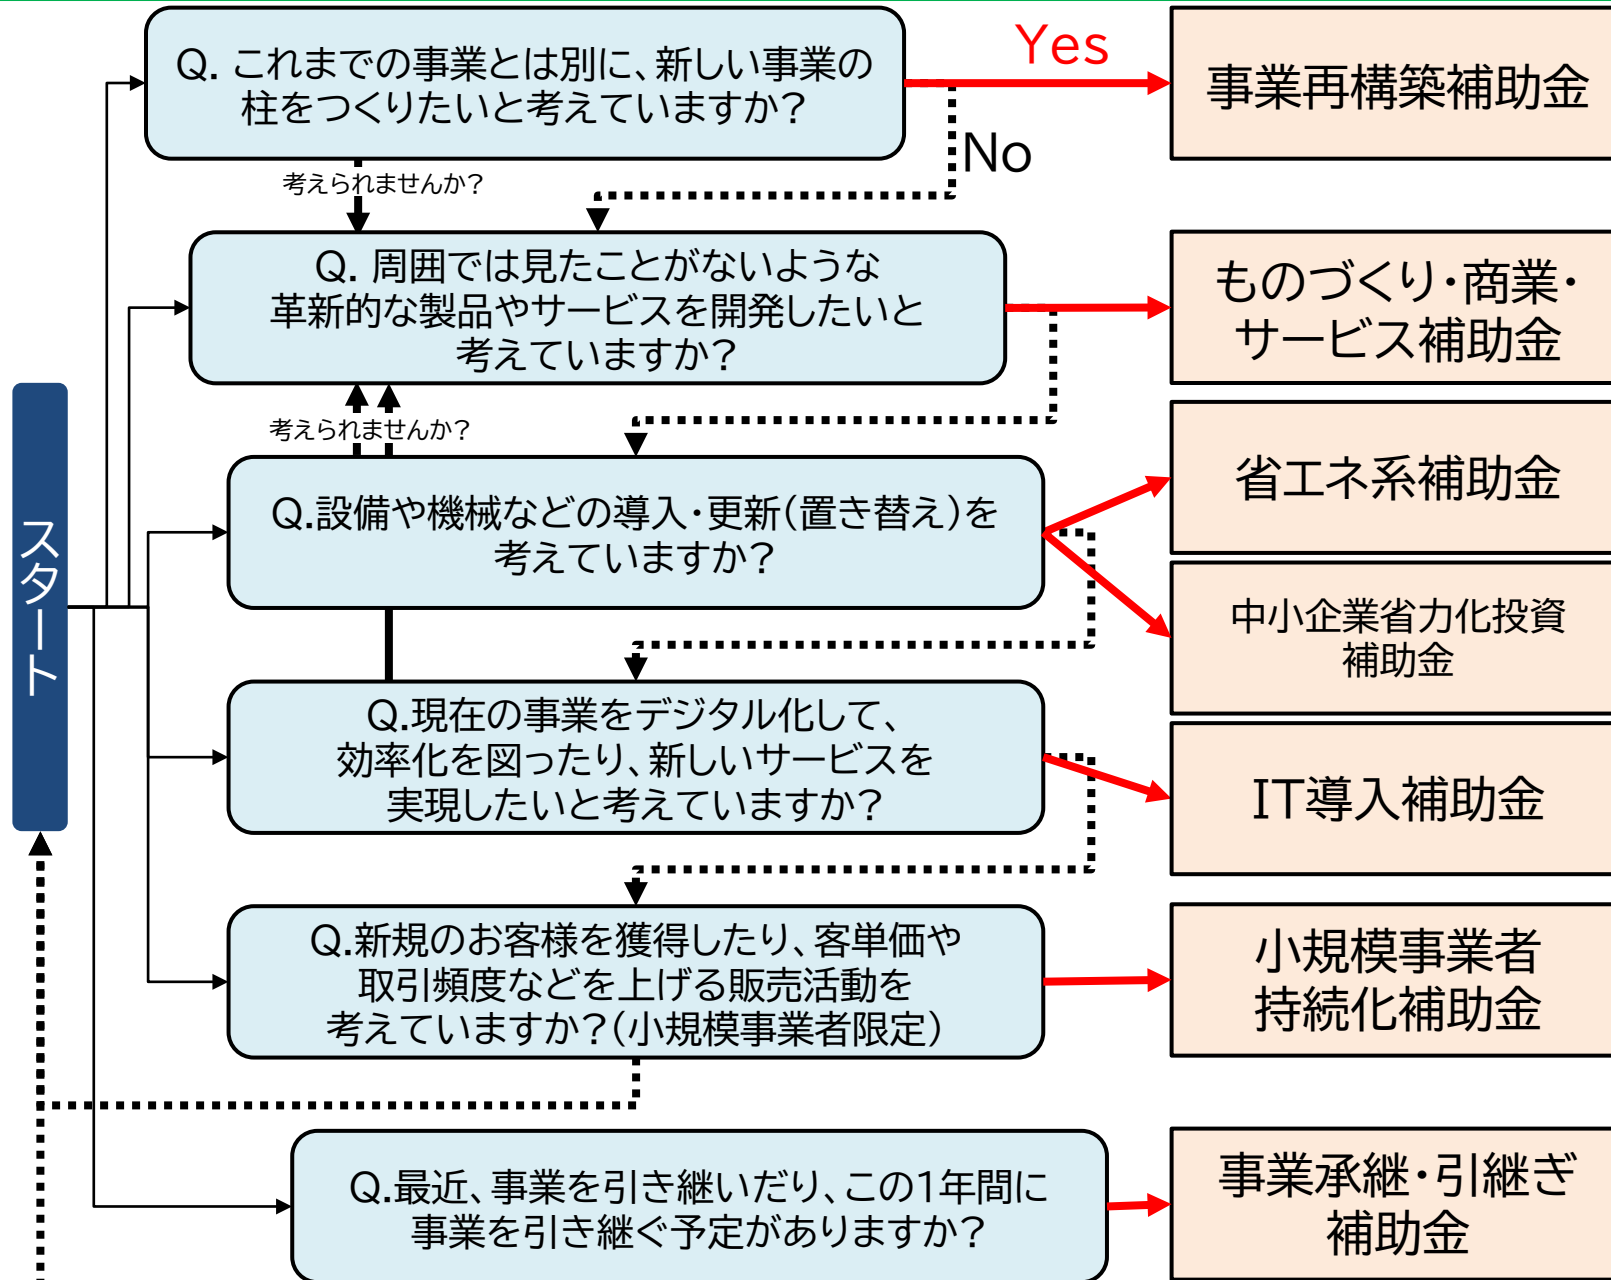 Q. これまでの事業とは別に、新しい事業の
柱をつくりたいと考えていますか?
Yes
事業再構築補助金
No
考えられませんか?
Q. 周囲では見たことがないような
革新的な製品やサービスを開発したいと
考えていますか?
ものづくり・商業・
サービス補助金
考えられませんか?
Q.設備や機械などの導入・更新(置き替え)を
考えていますか?
省エネ系補助金
中小企業省力化投資
補助金
スタート
Q.現在の事業をデジタル化して、
効率化を図ったり、新しいサービスを
実現したいと考えていますか?
IT導入補助金
Q.新規のお客様を獲得したり、客単価や
取引頻度などを上げる販売活動を
考えていますか?(小規模事業者限定)
小規模事業者
持続化補助金
Q.最近、事業を引き継いだり、この1年間に
事業を引き継ぐ予定がありますか?
事業承継・引継ぎ
補助金